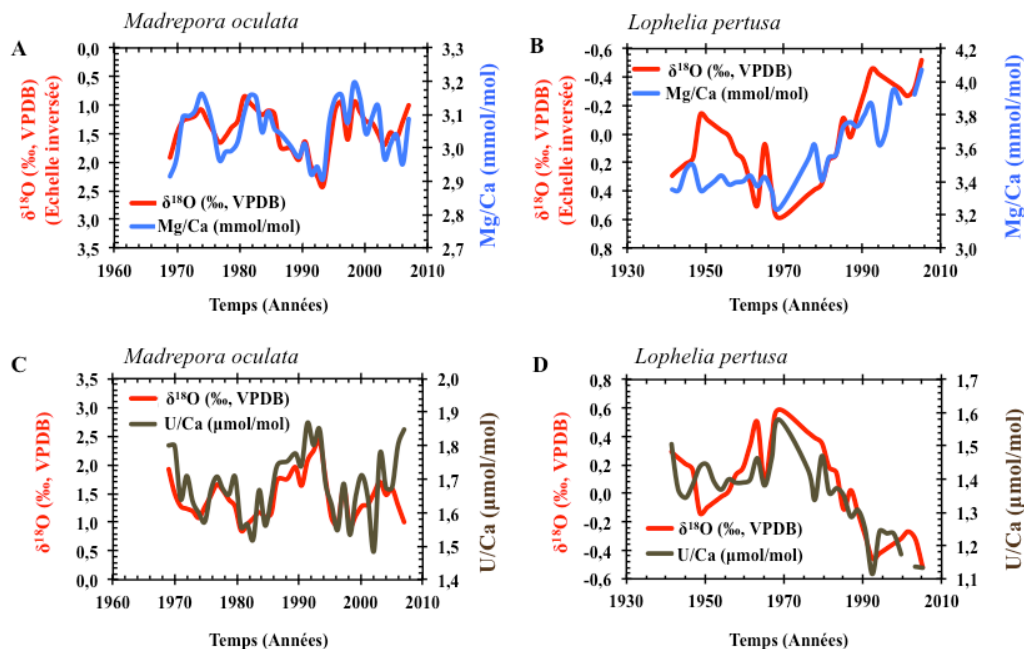 Madrepora oculata
A
0,0
0,5
1,0
1,5
2,0
2,5
3,0
3,5
δ¹⁸O (‰, VPDB)
(Echelle inversée)
3,3
3,2
3,1
3,0
2,9
2,8
2,7
Mg/Ca (mmol/mol)
δ¹⁸O (‰, VPDB)
Mg/Ca (mmol/mol)
1960 1970 1980 1990 2000 2010
Temps (Années)
Lophelia pertusa
B
-0,6
-0,4
-0,2
0,0
0,2
0,4
0,6
0,8
δ¹⁸O (‰, VPDB)
(Echelle inversée)
4,2
4,0
3,8
3,6
3,4
3,2
3,0
Mg/Ca (mmol/mol)
δ¹⁸O (‰, VPDB)
Mg/Ca (mmol/mol)
1930 1950 1970 1990 2010
Temps (Années)
Madrepora oculata
C
3,5
3,0
2,5
2,0
1,5
1,0
0,5
0,0
δ¹⁸O (‰, VPDB)
2,0
1,9
1,8
1,7
1,6
1,5
1,4
U/Ca (µmol/mol)
δ¹⁸O (‰, VPDB)
U/Ca (µmol/mol)
1960 1970 1980 1990 2000 2010
Temps (Années)
Lophelia pertusa
D
0,8
0,6
0,4
0,2
0,0
-0,2
-0,4
-0,6
δ¹⁸O (‰, VPDB)
1,7
1,6
1,5
1,4
1,3
1,2
1,1
U/Ca (µmol/mol)
δ¹⁸O (‰, VPDB)
U/Ca (µmol/mol)
1930 1950 1970 1990 2010
Temps (Années)